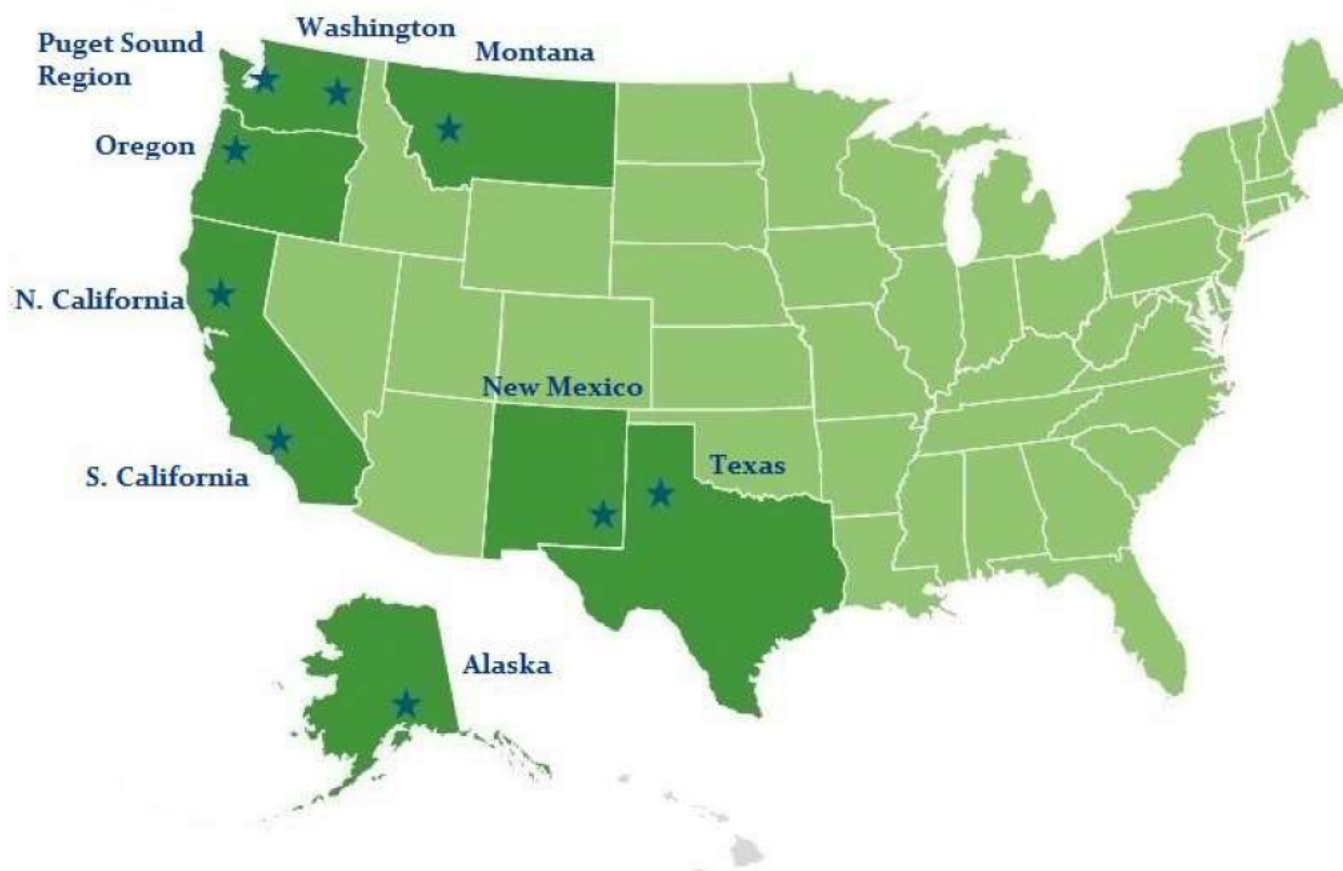 Washington
Puget Sound
Region
Montana
Oregon
N. California
New Mexico
Texas
S. California
Alaska